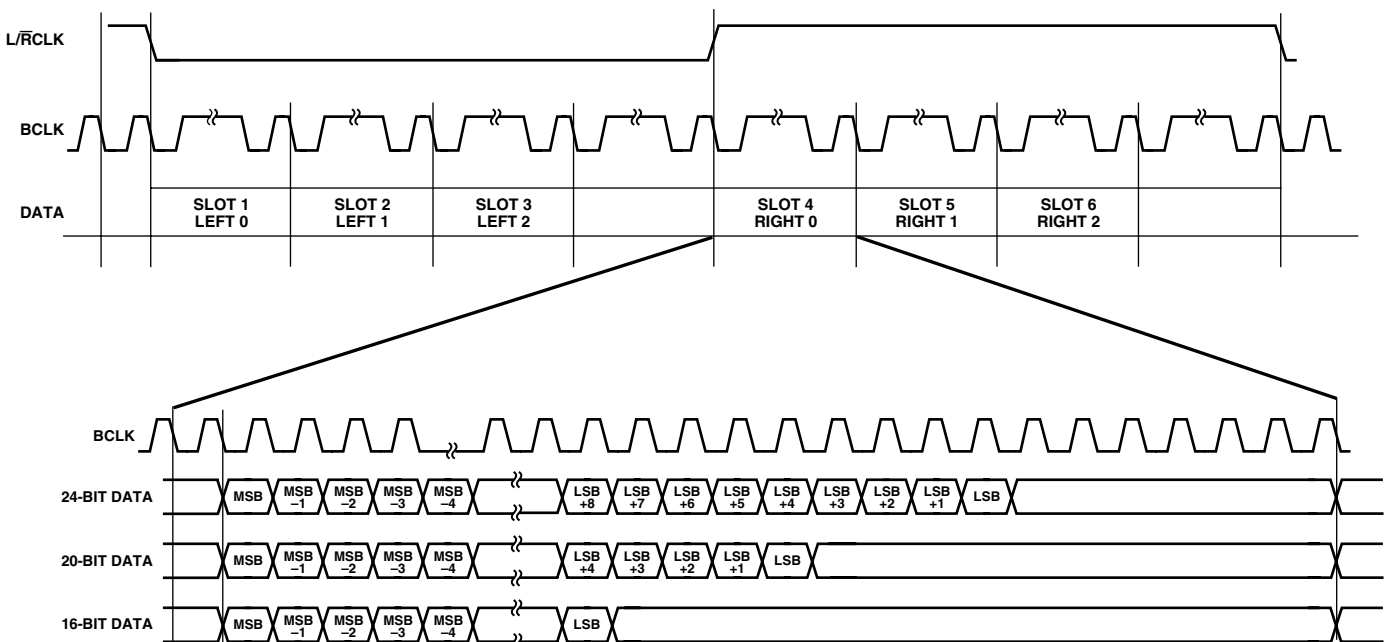 L/R̅CLK
BCLK
DATA
SLOT 1
LEFT 0
SLOT 2
LEFT 1
SLOT 3
LEFT 2
SLOT 4
RIGHT 0
SLOT 5
RIGHT 1
SLOT 6
RIGHT 2
BCLK
24-BIT DATA
MSB
MSB
–1
MSB
–2
MSB
–3
MSB
–4
LSB
+8
LSB
+7
LSB
+6
LSB
+5
LSB
+4
LSB
+3
LSB
+2
LSB
+1
LSB
20-BIT DATA
MSB
MSB
–1
MSB
–2
MSB
–3
MSB
–4
LSB
+4
LSB
+3
LSB
+2
LSB
+1
LSB
16-BIT DATA
MSB
MSB
–1
MSB
–2
MSB
–3
MSB
–4
LSB